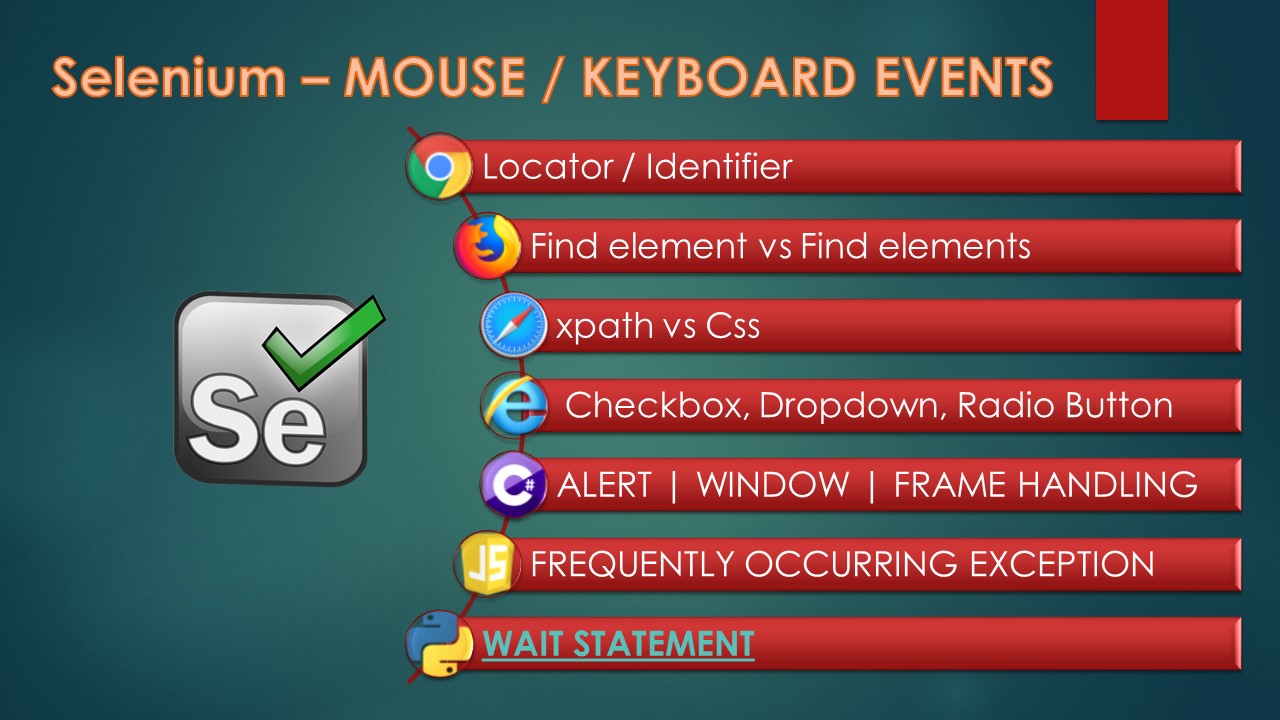 Selenium – MOUSE / KEYBOARD EVENTS
Locator / Identifier
Find element vs Find elements
xpath vs Css
Checkbox, Dropdown, Radio Button
Se
C#
ALERT | WINDOW | FRAME HANDLING
JS
FREQUENTLY OCCURRING EXCEPTION
WAIT STATEMENT